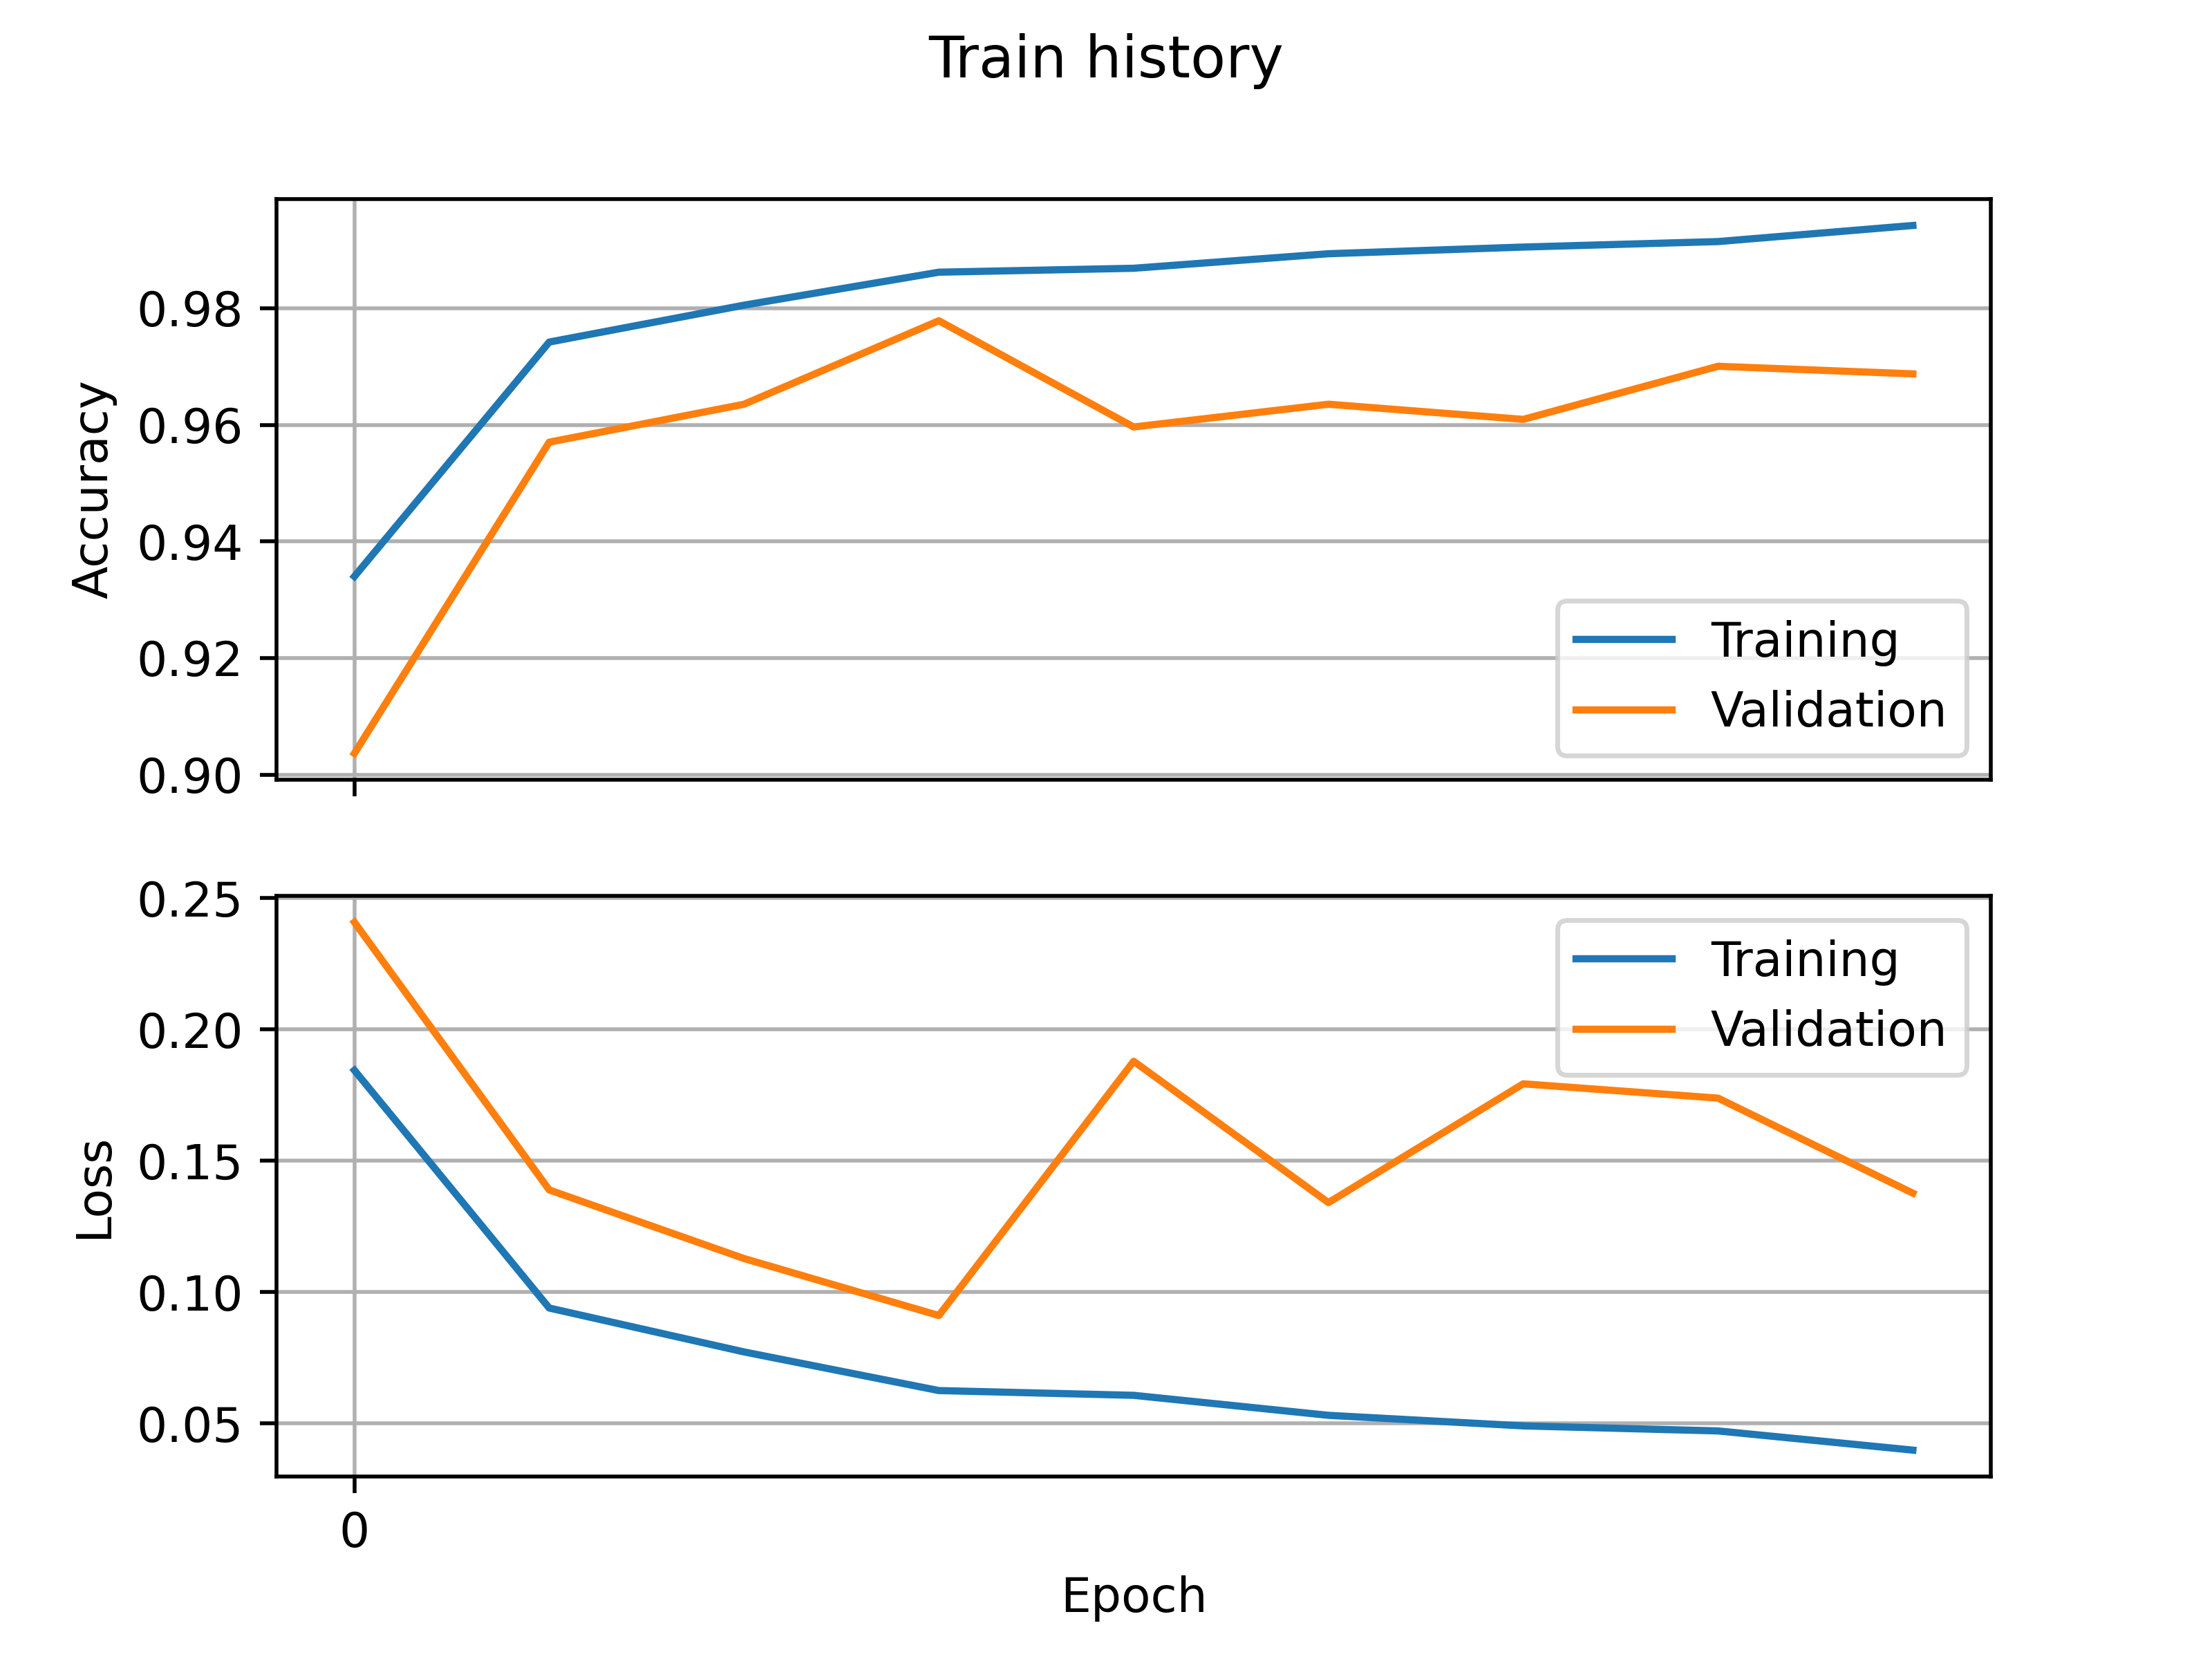 Train history
Accuracy
0.98
0.96
0.94
0.92
0.90
Training
Validation
Loss
0.25
0.20
0.15
0.10
0.05
Training
Validation
0
Epoch